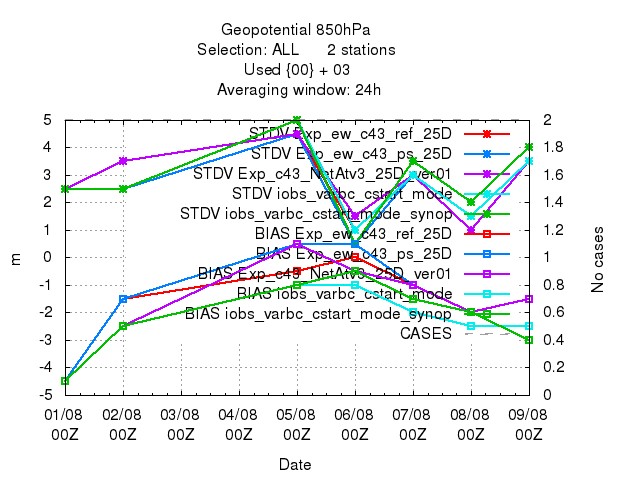 Geopotential 850hPa
Selection: ALL 2 stations
Used {00} + 03
Averaging window: 24h
5 2
STDV Exp_ew_c43_ref_25D
STDV Exp_ew_c43_ps_25D
4 1.8
STDV Exp_c43_NetAtv3_25D_ver01
3 1.6
STDV iobs_varbc_cstart_mode
2 1.4
STDV iobs_varbc_cstart_mode_synop
1 1.2
BIAS Exp_ew_c43_ref_25D
BIAS Exp_ew_c43_ps_25D
m 0 1 No cases
BIAS Exp_c43_NetAtv3_25D_ver01
-1 0.8
BIAS iobs_varbc_cstart_mode
-2 0.6
BIAS iobs_varbc_cstart_mode_synop
CASES
-3 0.4
-4 0.2
-5 0
01/08 02/08 03/08 04/08 05/08 06/08 07/08 08/08 09/08
00Z 00Z 00Z 00Z 00Z 00Z 00Z 00Z 00Z
Date